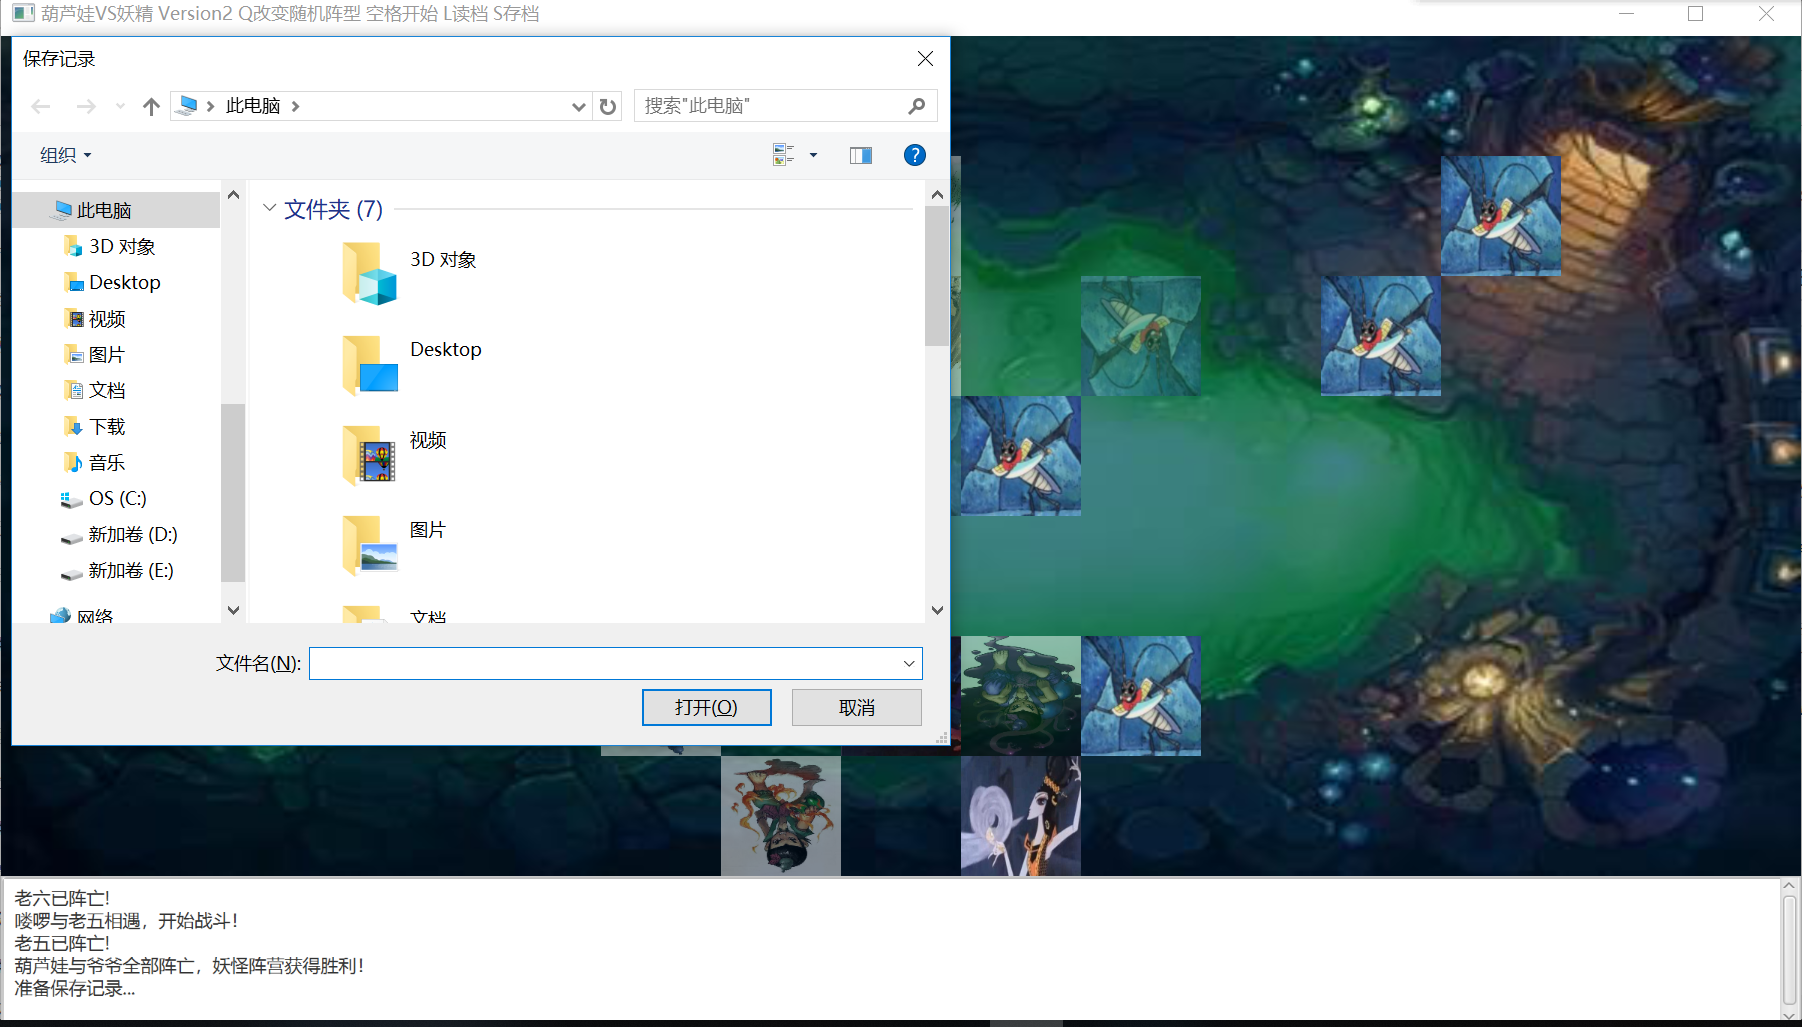 葫芦娃VS妖精 Version2 Q改变随机阵型 空格开始 L读档 S存档
保存记录
此电脑
搜索"此电脑"
组织
此电脑
3D 对象
Desktop
视频
图片
文档
下载
音乐
OS (C:)
新加卷 (D:)
新加卷 (E:)
网络
文件夹 (7)
3D 对象
Desktop
视频
图片
文档
文件名(N):
打开(O)
取消
老六已阵亡!
喽啰与老五相遇，开始战斗!
老五已阵亡!
葫芦娃与爷爷全部阵亡，妖怪阵营获得胜利!
准备保存记录...